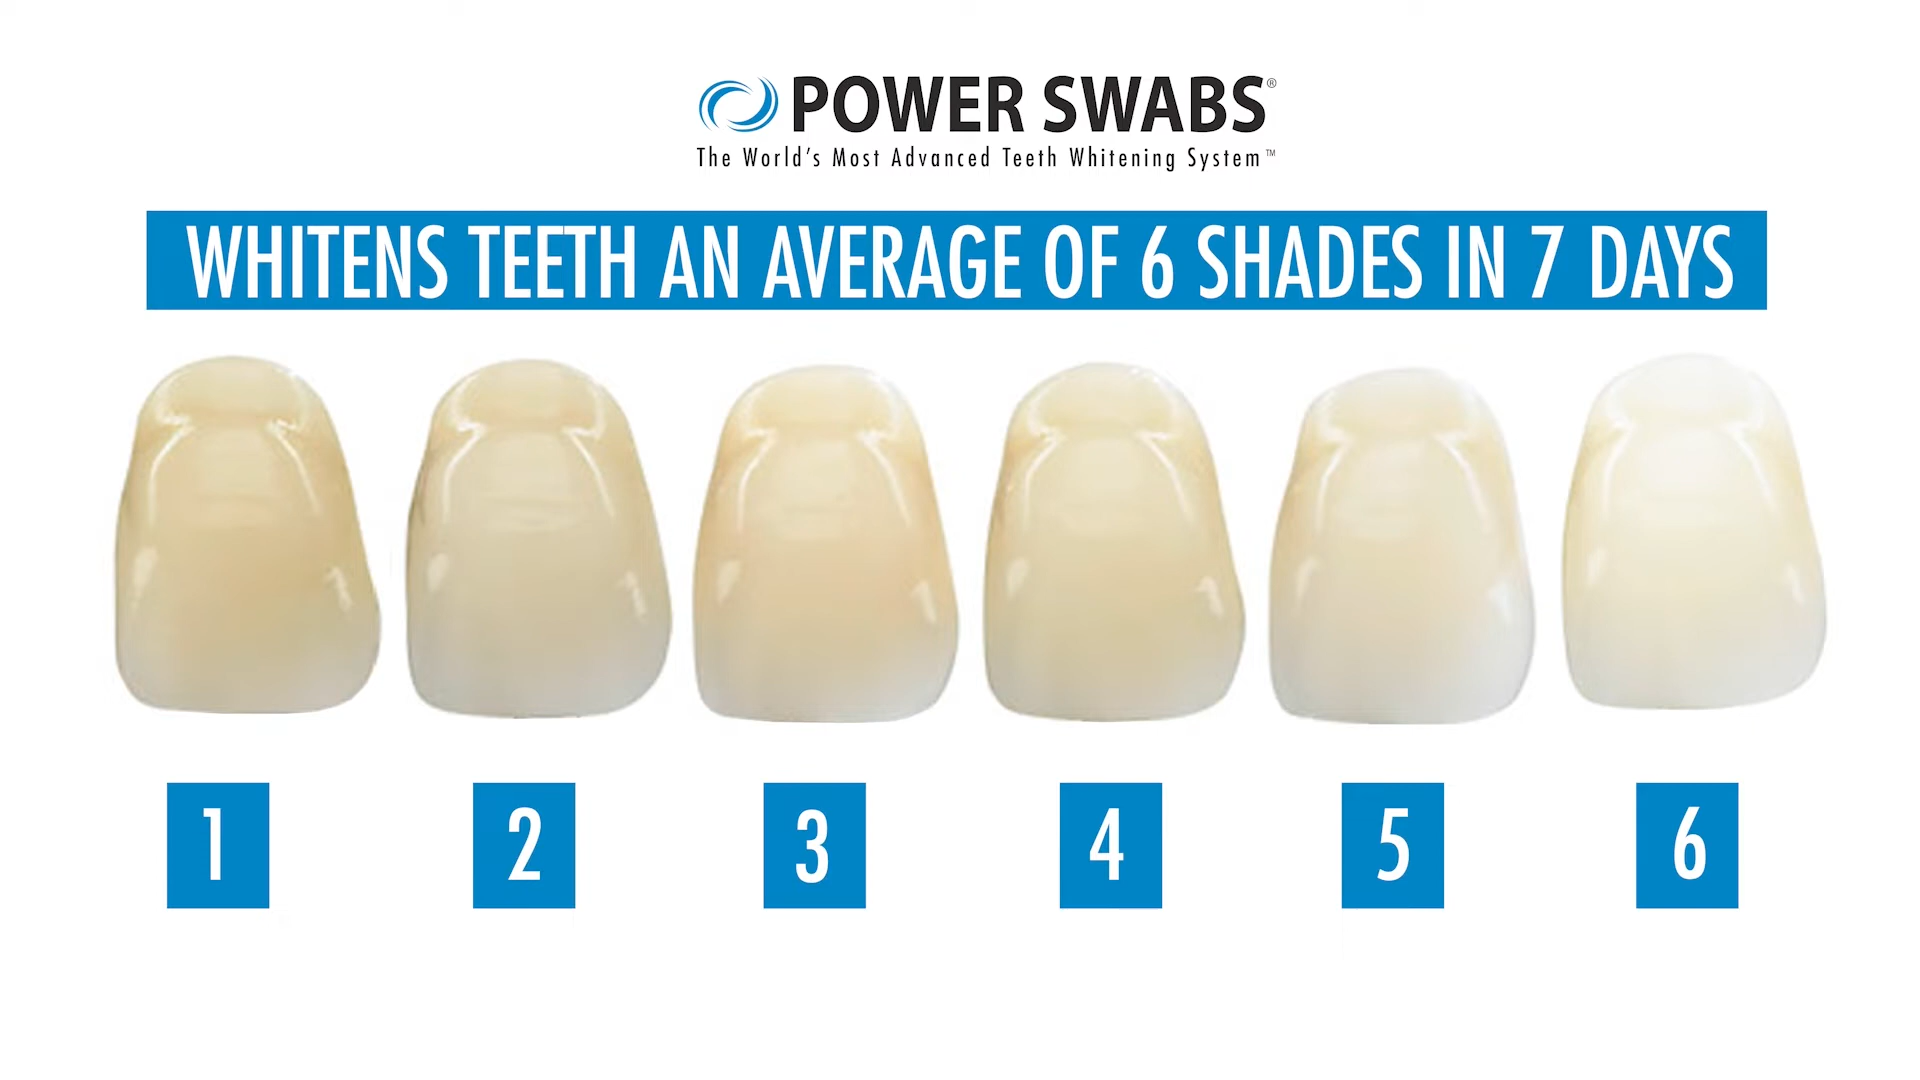 POWER SWABS®
The World's Most Advanced Teeth Whitening System™
WHITENS TEETH AN AVERAGE OF 6 SHADES IN 7 DAYS
1 2 3 4 5 6